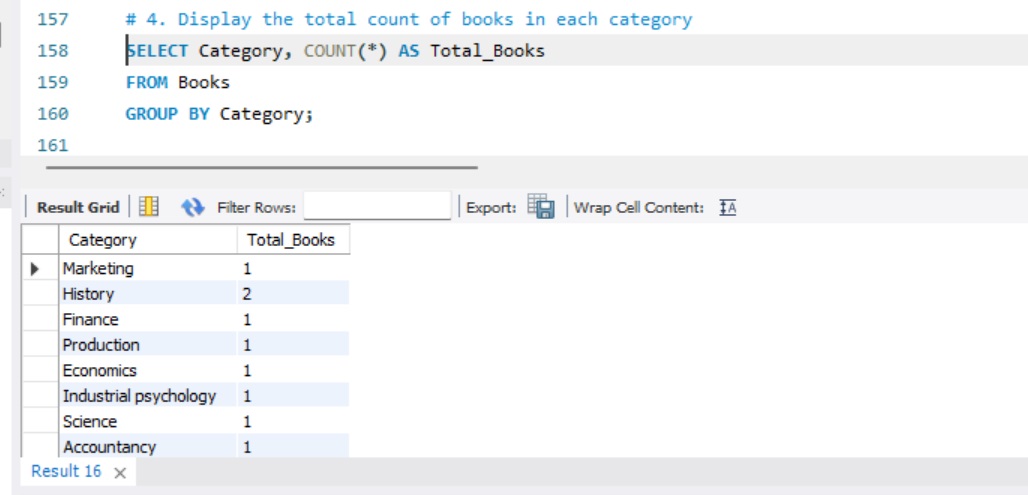 157 # 4. Display the total count of books in each category
158 SELECT Category, COUNT(*) AS Total_Books
159 FROM Books
160 GROUP BY Category;
161
Result Grid Filter Rows: Export: Wrap Cell Content: IA
Category Total_Books
Marketing 1
History 2
Finance 1
Production 1
Economics 1
Industrial psychology 1
Science 1
Accountancy 1
Result 16 ×